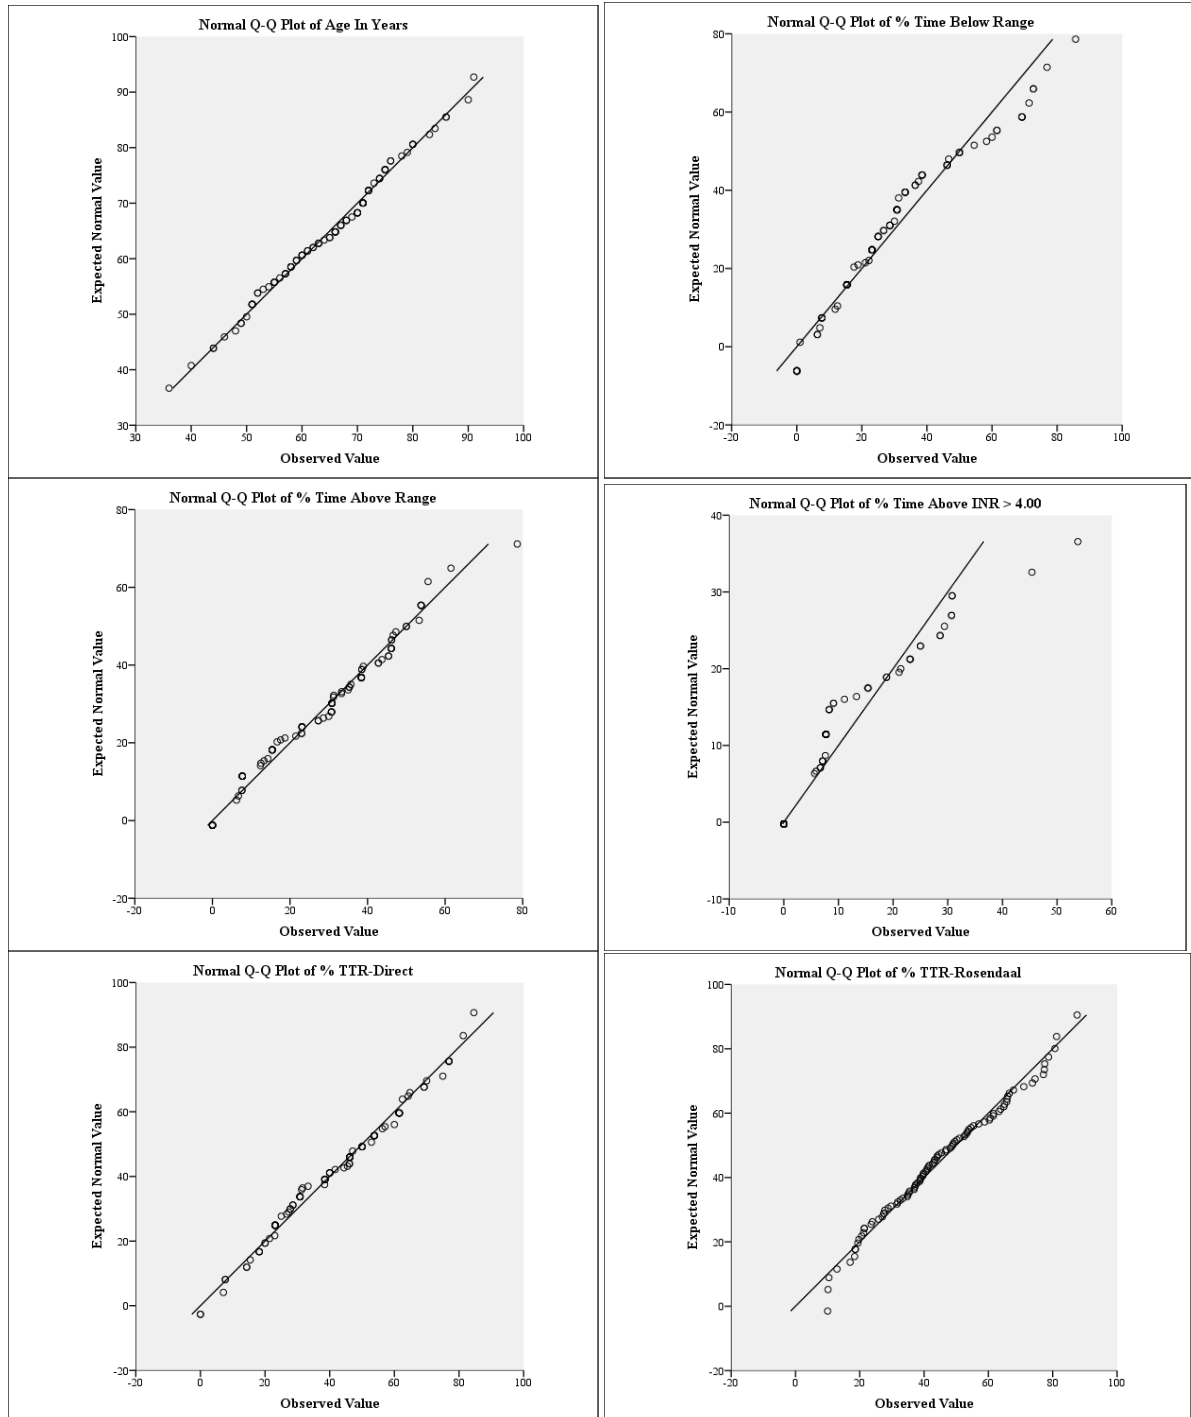 Normal Q-Q Plot of Age In Years
Expected Normal Value
100
90
80
70
60
50
40
30
30 40 50 60 70 80 90 100
Observed Value
Normal Q-Q Plot of % Time Below Range
Expected Normal Value
80
60
40
20
0
-20
-20 0 20 40 60 80 100
Observed Value
Normal Q-Q Plot of % Time Above Range
Expected Normal Value
80
60
40
20
0
-20
-20 0 20 40 60 80
Observed Value
Normal Q-Q Plot of % Time Above INR > 4.00
Expected Normal Value
40
30
20
10
0
-10
-10 0 10 20 30 40 50 60
Observed Value
Normal Q-Q Plot of % TTR-Direct
Expected Normal Value
100
80
60
40
20
0
-20
-20 0 20 40 60 80 100
Observed Value
Normal Q-Q Plot of % TTR-Rosendaal
Expected Normal Value
100
80
60
40
20
0
-20
-20 0 20 40 60 80 100
Observed Value